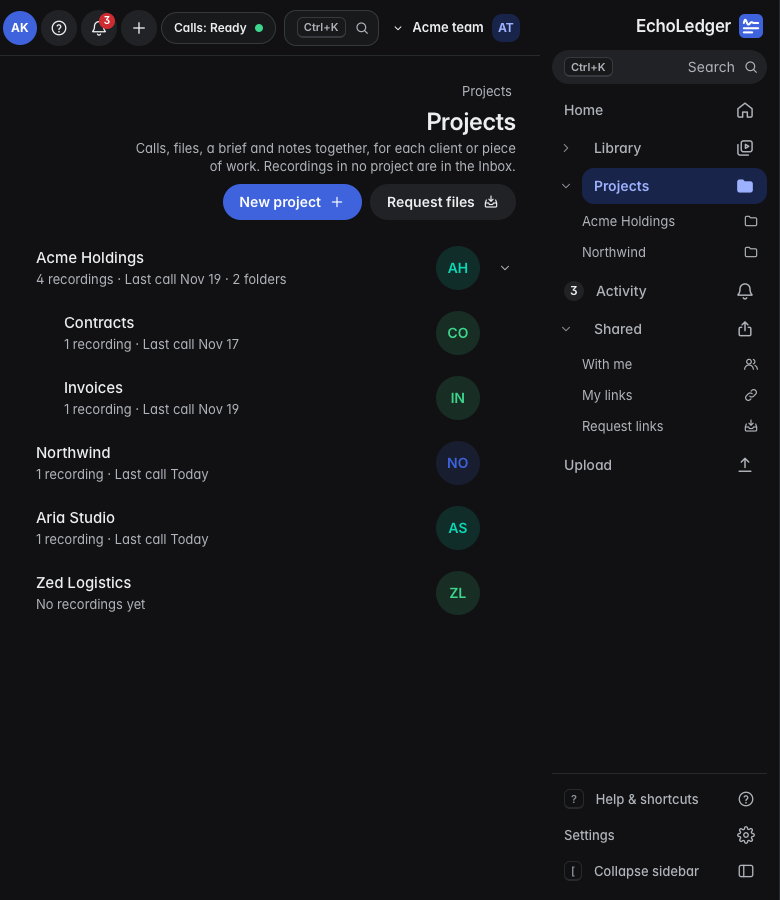 AK
3
Calls: Ready
Ctrl+K
Acme team
AT
EchoLedger
Ctrl+K
Search
Home
Library
Projects
Acme Holdings
Northwind
3
Activity
Shared
With me
My links
Request links
Upload
Projects
Projects
Calls, files, a brief and notes together, for each client or piece
of work. Recordings in no project are in the Inbox.
New project
Request files
Acme Holdings
4 recordings · Last call Nov 19 · 2 folders
AH
Contracts
1 recording · Last call Nov 17
CO
Invoices
1 recording · Last call Nov 19
IN
Northwind
1 recording · Last call Today
NO
Aria Studio
1 recording · Last call Today
AS
Zed Logistics
No recordings yet
ZL
? Help & shortcuts
Settings
[ Collapse sidebar